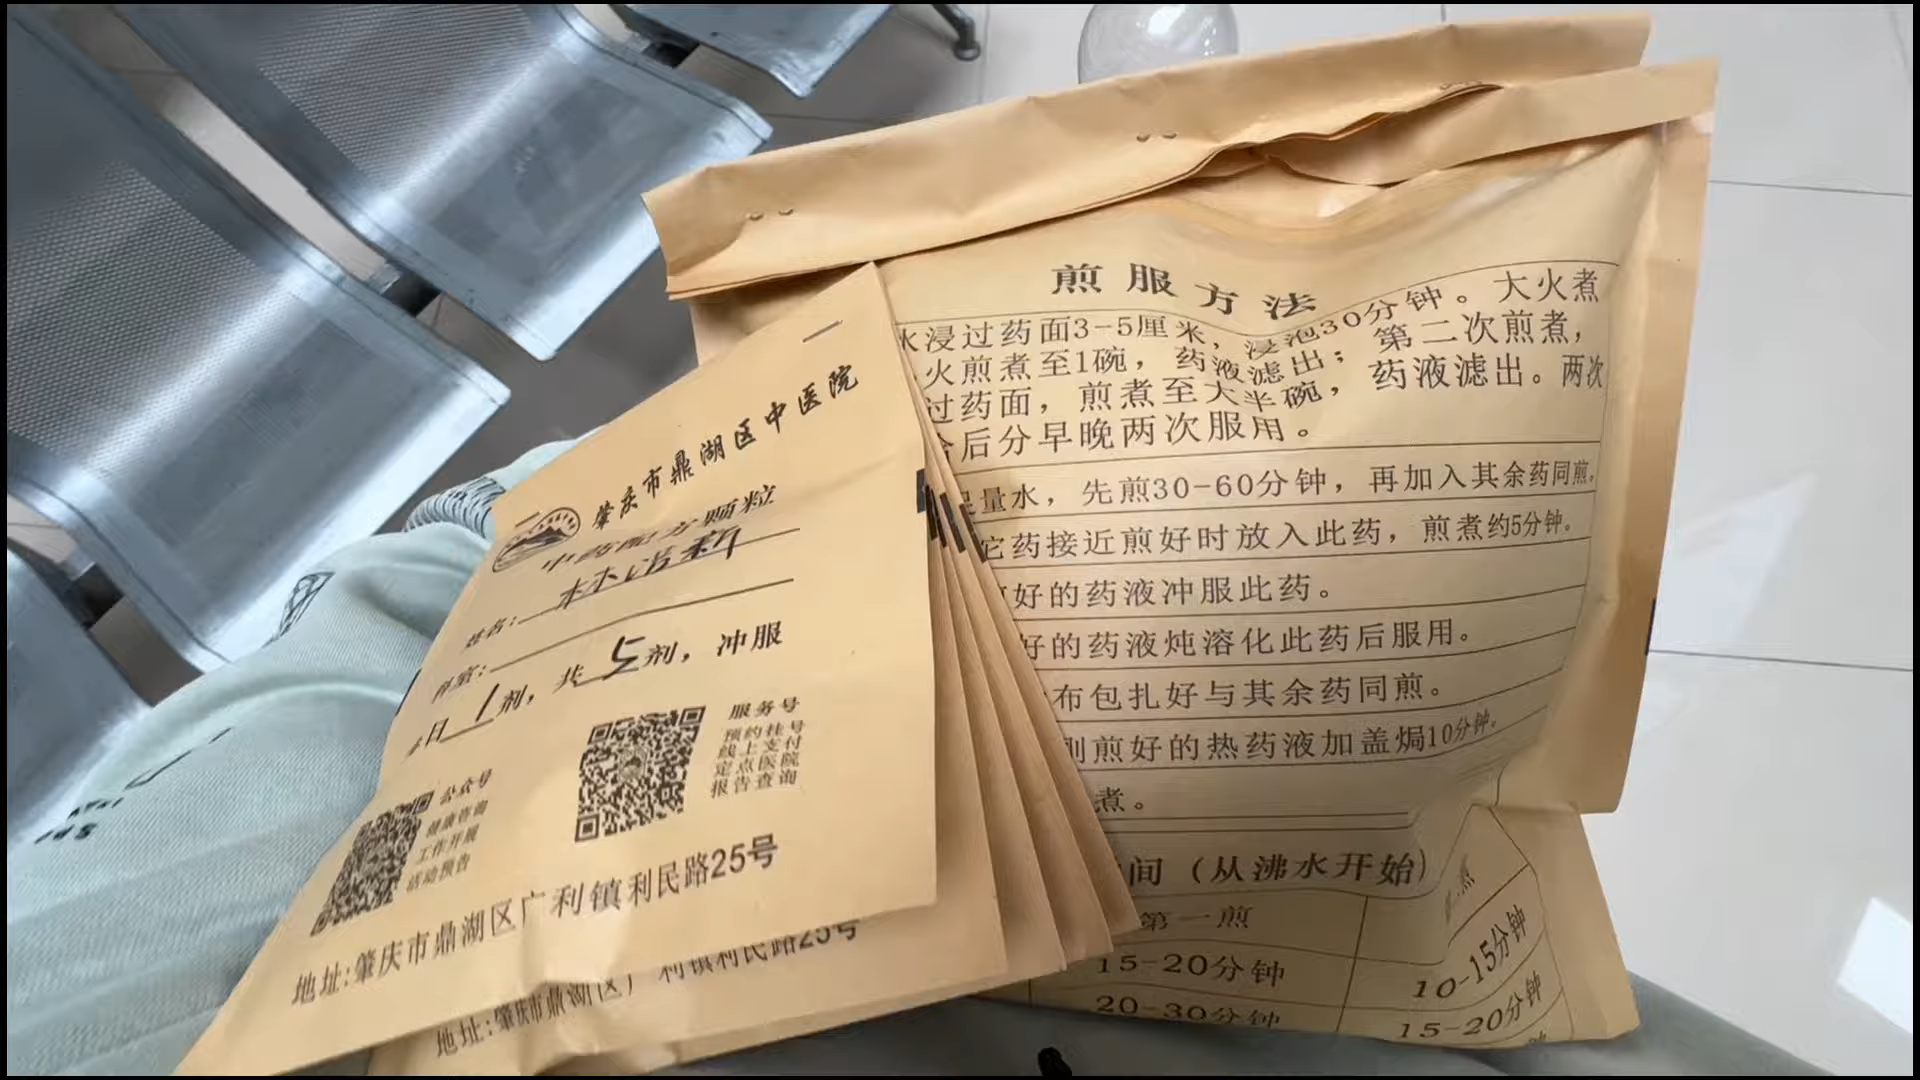 肇庆市鼎湖区中医院
中药配方颗粒
姓名:
科室:
日1剂，共5剂，冲服
公众号
健康咨询
工作开展
活动预告
服务号
预约挂号
线上支付
定点医院
报告查询
地址:肇庆市鼎湖区广利镇利民路25号
地址:肇庆市鼎湖区广利镇利民路25号
煎服方法
水浸过药面3-5厘米，浸泡30分钟。大火煮
火煎煮至1碗，药液滤出；第二次煎煮，
过药面，煎煮至大半碗，药液滤出。两次
合后分早晚两次服用。
量水，先煎30-60分钟，再加入其余药同煎。
它药接近煎好时放入此药，煎煮约5分钟。
好的药液冲服此药。
好的药液炖溶化此药后服用。
布包扎好与其余药同煎。
刚煎好的热药液加盖焗10分钟。
煮。
间（从沸水开始）
第一煎
15-20分钟 10-15分钟
20-30分钟 15-20分钟